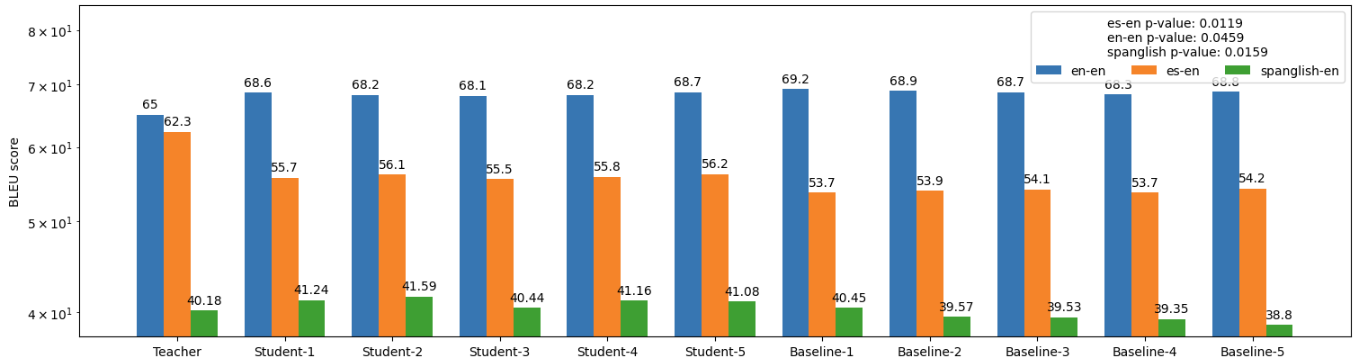 BLEU score
8 × 10¹
7 × 10¹
6 × 10¹
5 × 10¹
4 × 10¹
es-en p-value: 0.0119
en-en p-value: 0.0459
spanglish p-value: 0.0159
en-en es-en spanglish-en
65 62.3 40.18
68.6 55.7 41.24
68.2 56.1 41.59
68.1 55.5 40.44
68.2 55.8 41.16
68.7 56.2 41.08
69.2 53.7 40.45
68.9 53.9 39.57
68.7 54.1 39.53
68.3 53.7 39.35
68.8 54.2 38.8
Teacher Student-1 Student-2 Student-3 Student-4 Student-5 Baseline-1 Baseline-2 Baseline-3 Baseline-4 Baseline-5